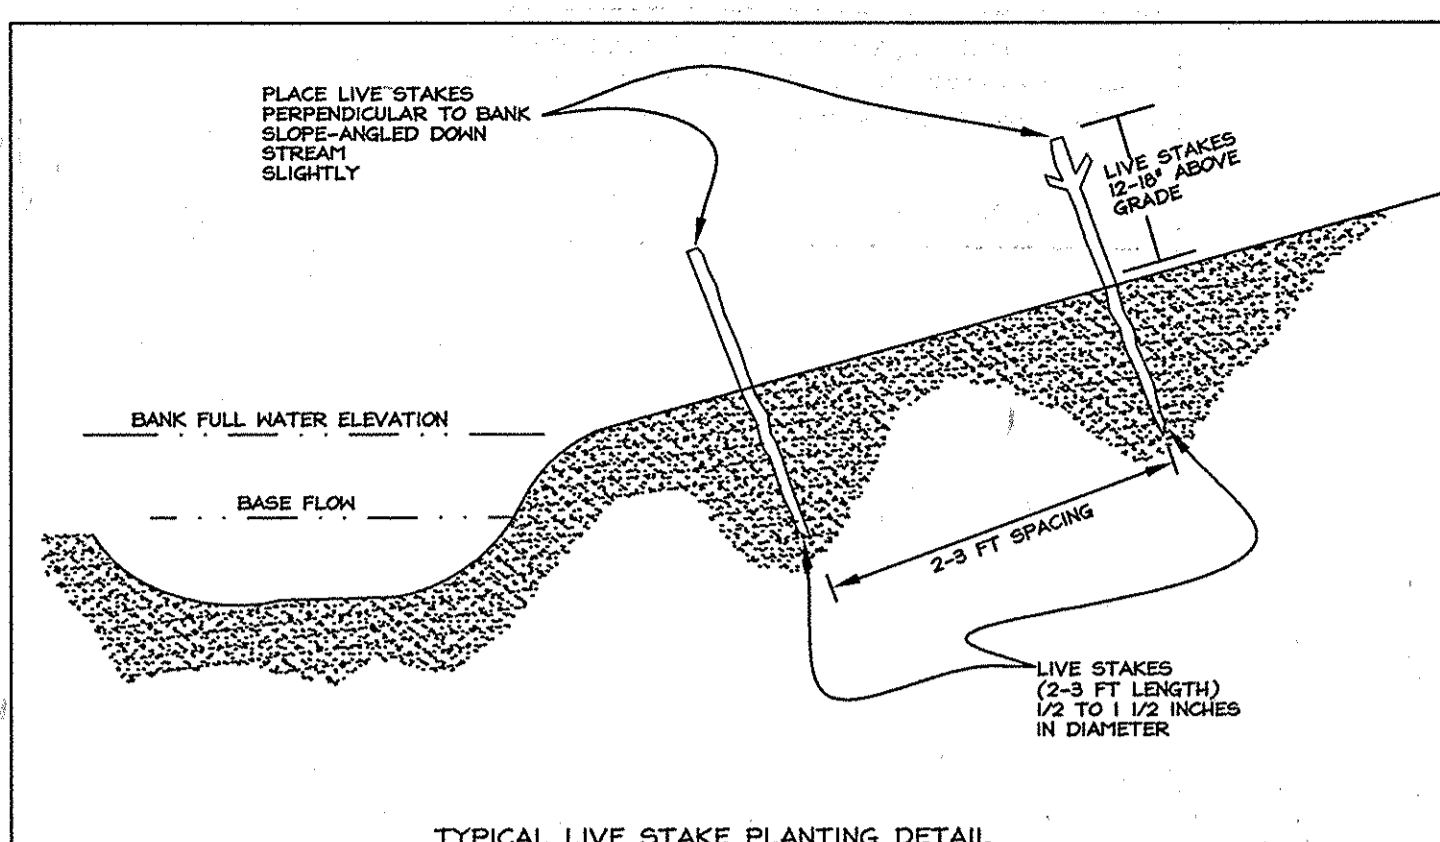 PLACE LIVE STAKES
PERPENDICULAR TO BANK
SLOPE-ANGLED DOWN
STREAM
SLIGHTLY
LIVE STAKES
12-18" ABOVE
GRADE
BANK FULL WATER ELEVATION
BASE FLOW
2-3 FT SPACING
LIVE STAKES
(2-3 FT LENGTH)
1/2 TO 1 1/2 INCHES
IN DIAMETER
TYPICAL LIVE STAKE PLANTING DETAIL